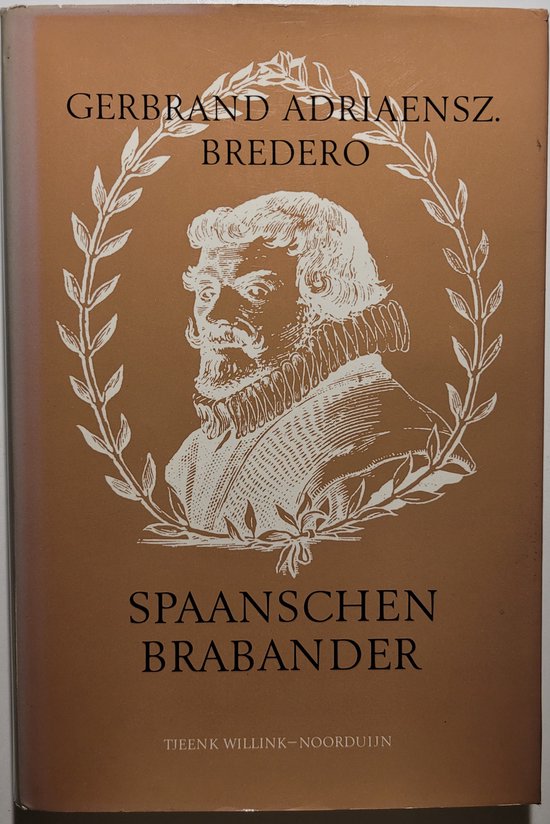 GERBRAND ADRIAENSZ.
BREDERO
SPAANSCHEN
BRABANDER
TJEENK WILLINK–NOORDUIJN